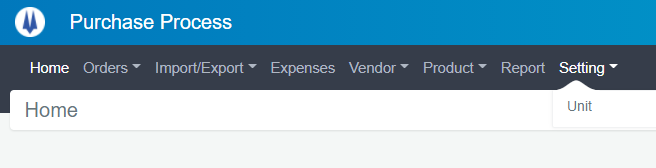 Purchase Process
Home Orders Import/Export Expenses Vendor Product Report Setting
Unit
Home